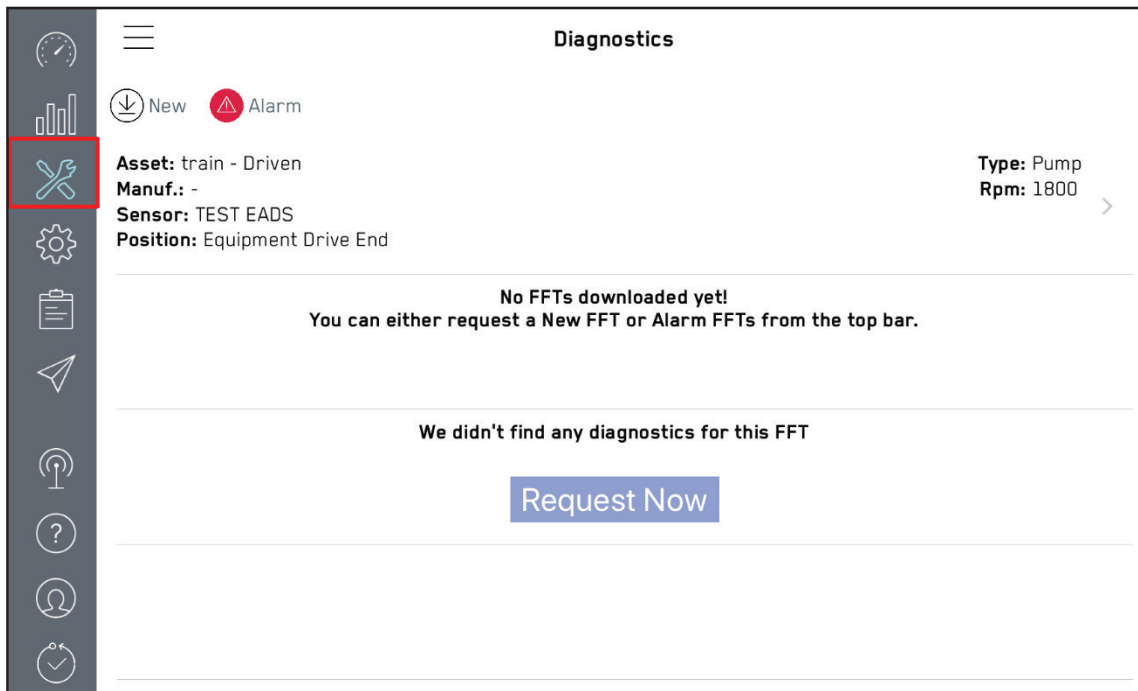 Diagnostics
New Alarm
Asset: train - Driven
Type: Pump
Manuf.: -
Rpm: 1800
Sensor: TEST EADS
Position: Equipment Drive End
No FFTs downloaded yet!
You can either request a New FFT or Alarm FFTs from the top bar.
We didn't find any diagnostics for this FFT
Request Now